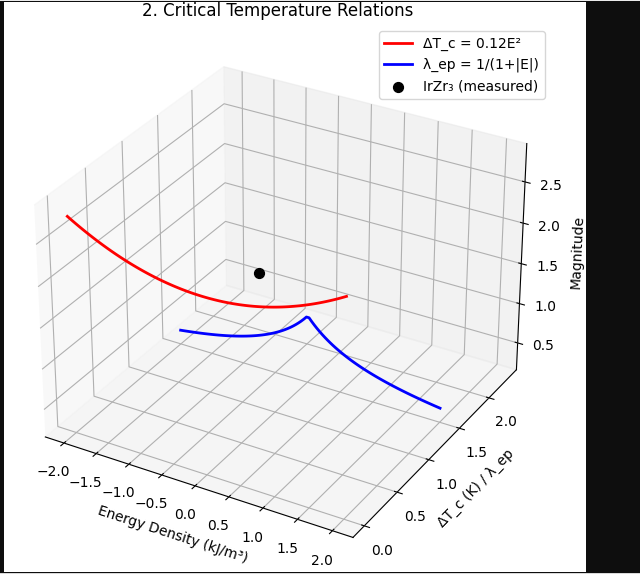 2. Critical Temperature Relations
ΔT_c = 0.12E²
λ_ep = 1/(1+|E|)
IrZr₃ (measured)
2.5
2.0
1.5
1.0
0.5
Magnitude
2.0
1.5
1.0
0.5
0.0
ΔT_c (K) / λ_ep
−2.0
−1.5
−1.0
−0.5
0.0
0.5
1.0
1.5
2.0
Energy Density (kJ/m³)